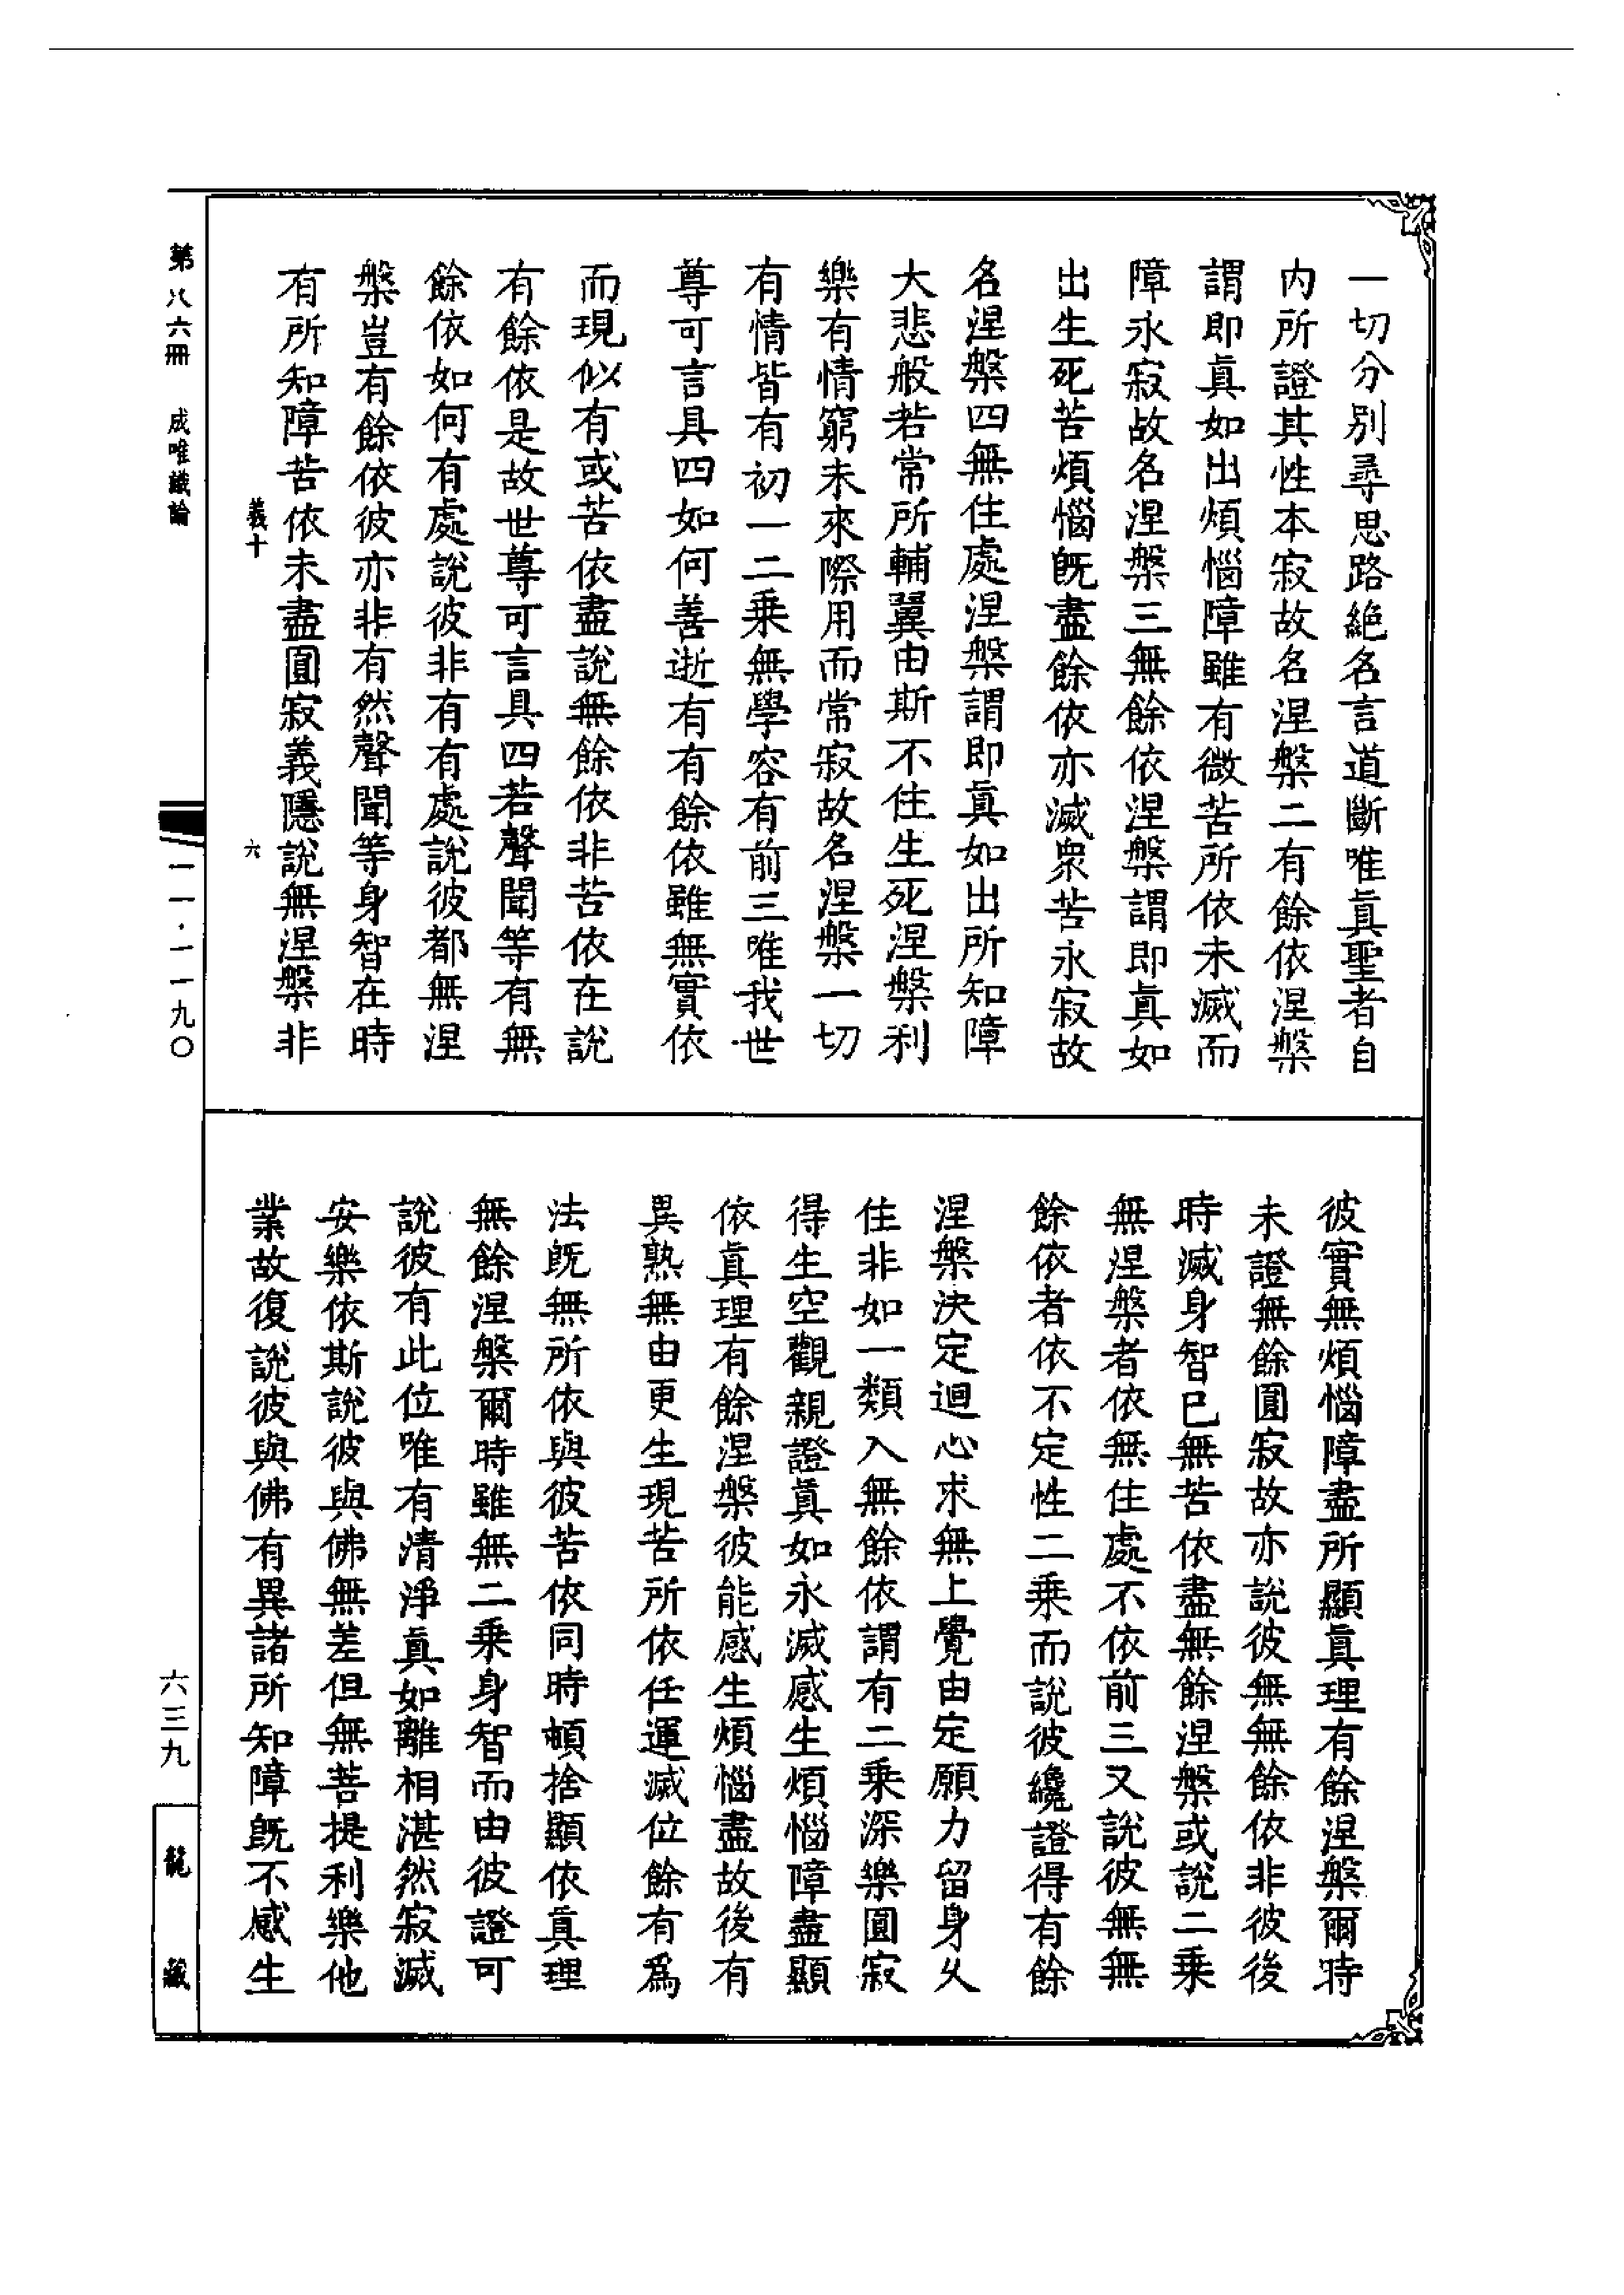 一切分別尋思路絶名言道斷唯眞聖者自
内所證其性本寂故名涅槃二有餘依涅槃
謂即眞如出煩惱障雖有微苦所依未滅而
障永寂故名涅槃三無餘依涅槃謂即眞如
出生死苦煩惱旣盡餘依亦滅衆苦永寂故
名涅槃四無住處涅槃謂即眞如出所知障
大悲般若常所輔翼由斯不住生死涅槃利
樂有情窮未來際用而常寂故名涅槃一切
有情皆有初一二乘無學容有前三唯我世
尊可言具四如何善逝有有餘依雖無實依
而現似有或苦依盡說無餘依非苦依在說
有餘依是故世尊可言具四若聲聞等有無
餘依如何有處說彼非有有處說彼都無涅
槃豈有餘依彼亦非有然聲聞等身智在時
有所知障苦依未盡圓寂義隱說無涅槃非
彼實無煩惱障盡所顯眞理有餘涅槃爾時
未證無餘圓寂故亦說彼無無餘依非彼後
時滅身智已無苦依盡無餘涅槃或說二乘
無涅槃者依無住處不依前三又說彼無無
餘依者依不定性二乘而說彼纔證得有餘
涅槃決定迴心求無上覺由定願力留身久
住非如一類入無餘依謂有二乘深樂圓寂
得生空觀親證眞如永滅感生煩惱障盡顯
依眞理有餘涅槃彼能感生煩惱盡故後有
異熟無由更生現苦所依任運滅位餘有爲
法旣無所依與彼苦依同時頓捨顯依眞理
無餘涅槃爾時雖無二乘身智而由彼證可
說彼有此位唯有清淨眞如離相湛然寂滅
安樂依斯說彼與佛無差但無菩提利樂他
業故復說彼與佛有異諸所知障旣不感生
義十
六
第八六冊
成唯識論
一一·一一九〇
六三九
龍藏